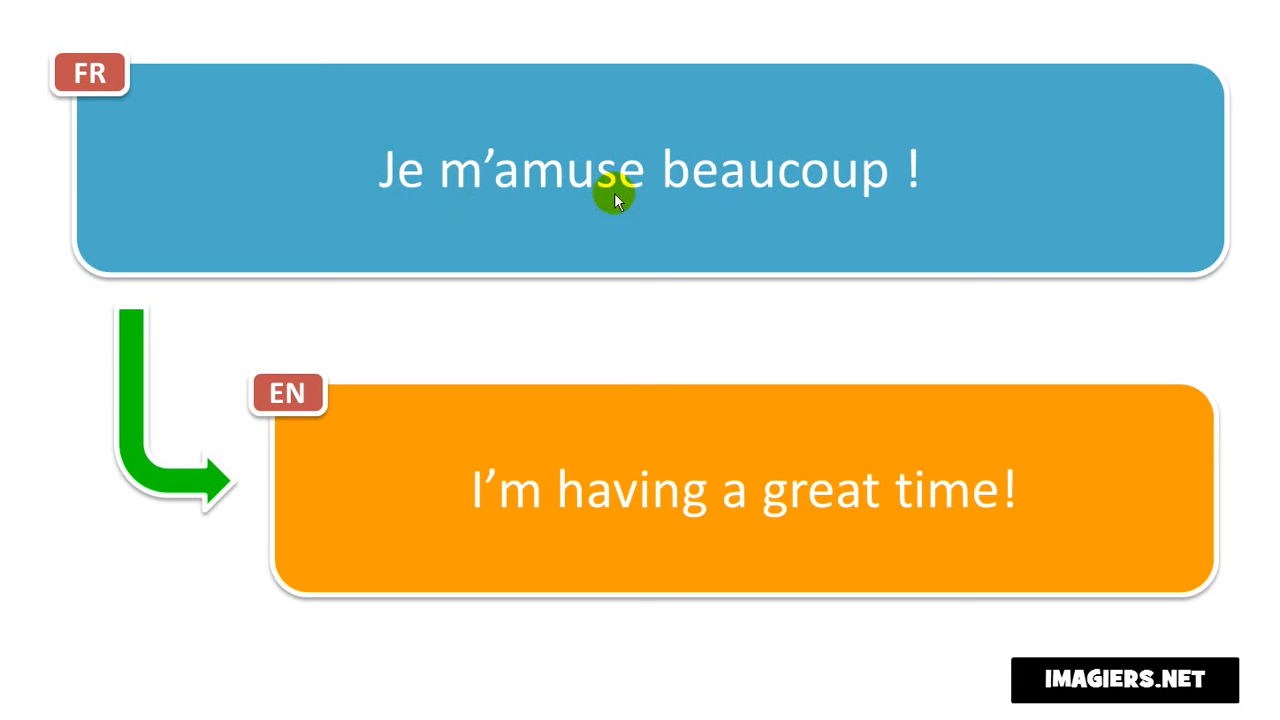 FR
Je m’amuse beaucoup !
EN
I’m having a great time!
IMAGIERS.NET